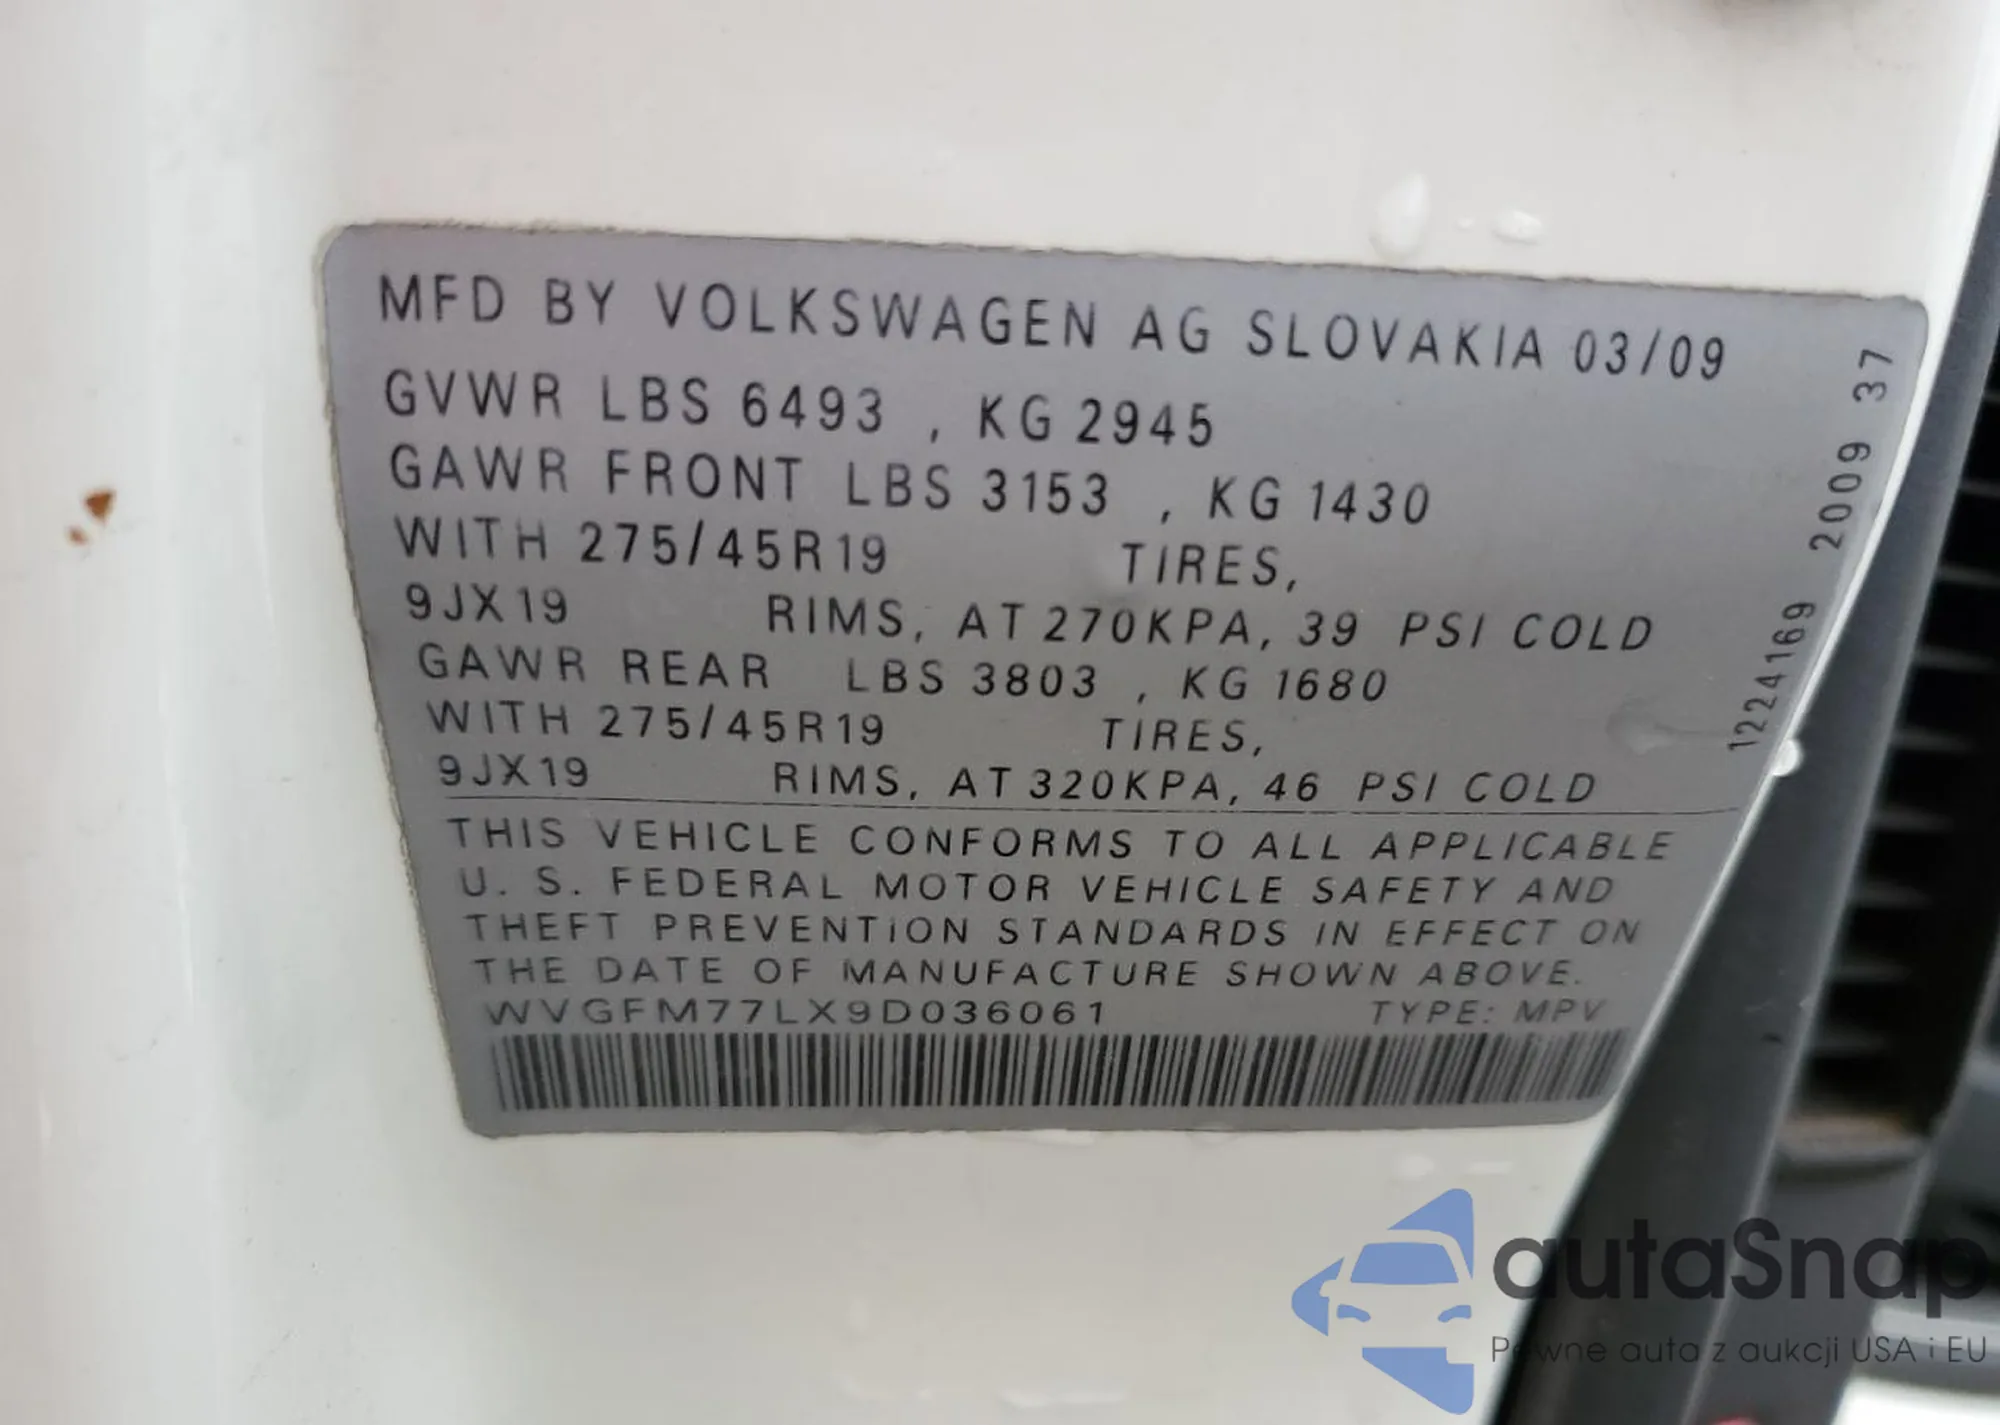 MFD BY VOLKSWAGEN AG SLOVAKIA 03/09
GVWR LBS 6493 , KG 2945
GAWR FRONT LBS 3153 , KG 1430
WITH 275/45R19 TIRES,
9JX19 RIMS, AT 270KPA, 39 PSI COLD
GAWR REAR LBS 3803 , KG 1680
WITH 275/45R19 TIRES,
9JX19 RIMS, AT 320KPA, 46 PSI COLD
THIS VEHICLE CONFORMS TO ALL APPLICABLE
U. S. FEDERAL MOTOR VEHICLE SAFETY AND
THEFT PREVENTION STANDARDS IN EFFECT ON
THE DATE OF MANUFACTURE SHOWN ABOVE.
WVGFM77LX9D036061 TYPE: MPV
1224169 2009 37
autaSnap
Pewne auta z aukcji USA i EU